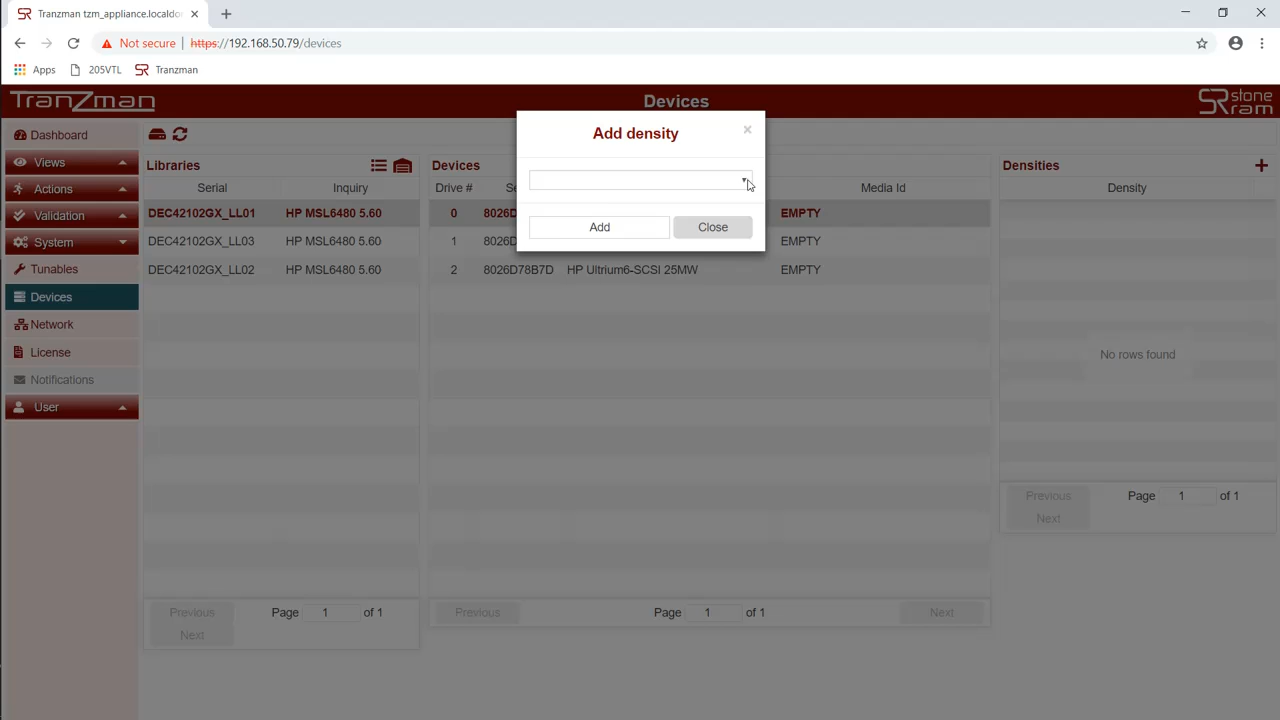 Tranzman tzm_appliance.localdo
Not secure | https://192.168.50.79/devices
Apps 205VTL Tranzman
TranZman Devices SR stone ram
Add density ×
Add Close
Dashboard
Views
Actions
Validation
System
Tunables
Devices
Network
License
Notifications
User
Libraries
Serial Inquiry
DEC42102GX_LL01 HP MSL6480 5.60
DEC42102GX_LL03 HP MSL6480 5.60
DEC42102GX_LL02 HP MSL6480 5.60
Previous Page 1 of 1
Next
Devices
Drive # Media Id
0 EMPTY
1 EMPTY
2 8026D78B7D HP Ultrium6-SCSI 25MW EMPTY
Previous Page 1 of 1 Next
Densities
Density
No rows found
Previous Page 1 of 1
Next